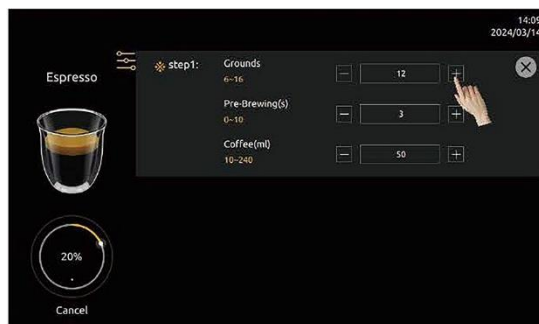 14:09
2024/03/14
Espresso
step1:
Grounds
6~16
12
Pre-Brewing(s)
0~10
3
Coffee(ml)
10~240
50
20%
Cancel